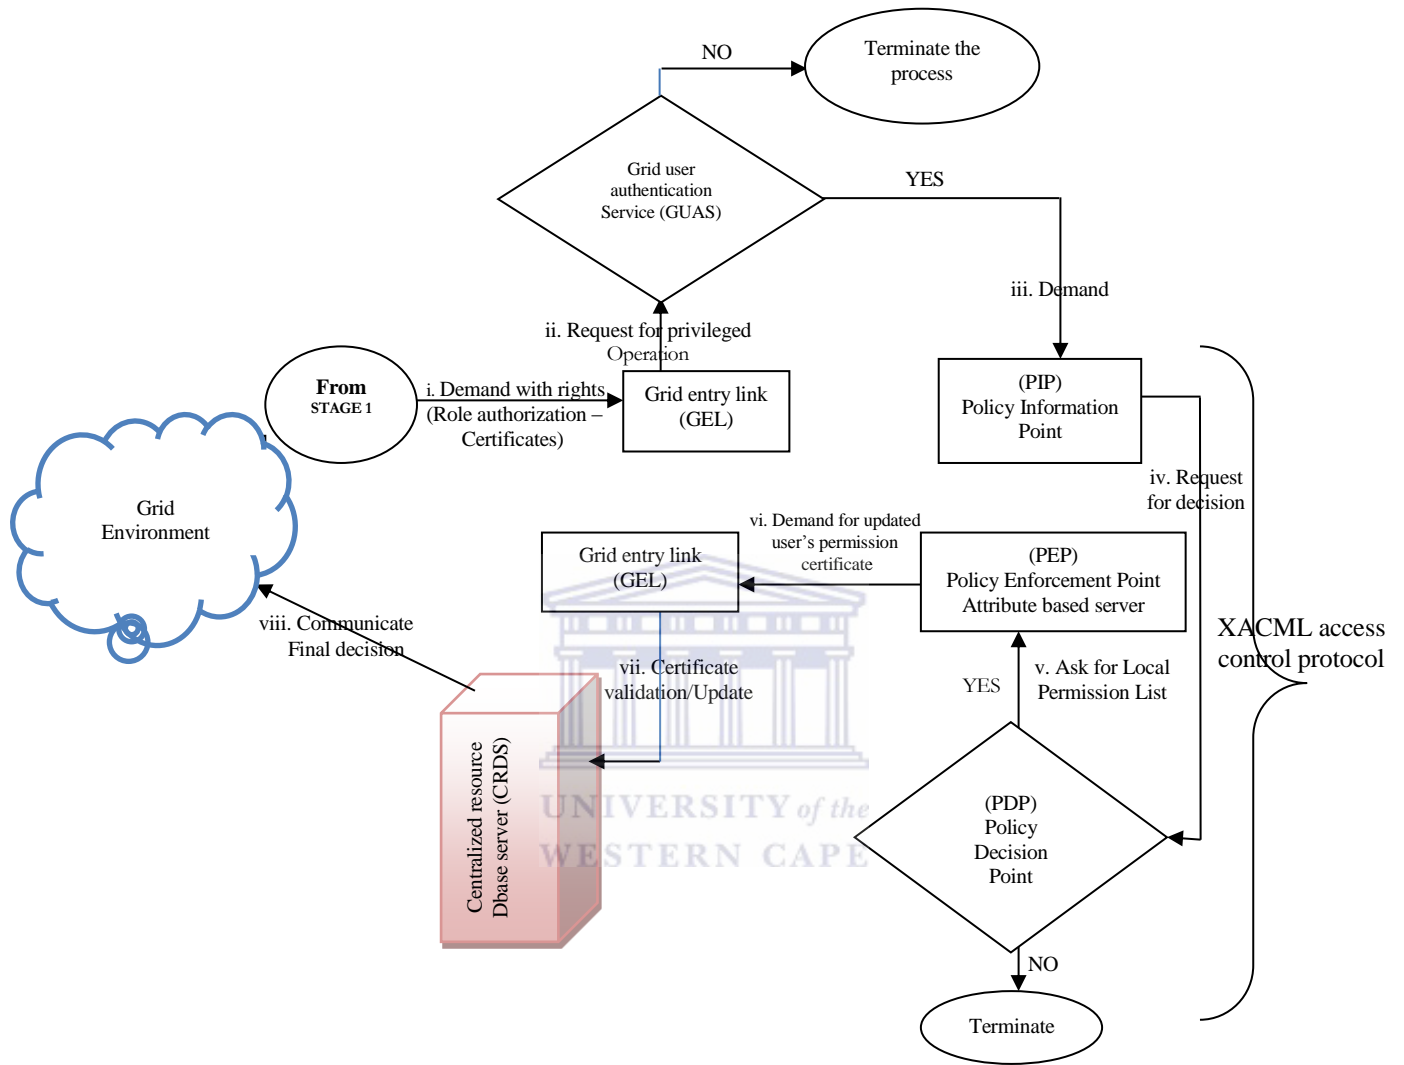 NO
Terminate the
process
Grid user
authentication
Service (GUAS)
YES
iii. Demand
ii. Request for privileged
Operation
From
STAGE 1
i. Demand with rights
(Role authorization –
Certificates)
Grid entry link
(GEL)
(PIP)
Policy Information
Point
iv. Request
for decision
Grid
Environment
vi. Demand for updated
user's permission
certificate
Grid entry link
(GEL)
(PEP)
Policy Enforcement Point
Attribute based server
XACML access
control protocol
viii. Communicate
Final decision
vii. Certificate
validation/Update
YES
v. Ask for Local
Permission List
Centralized resource
Dbase server (CRDS)
(PDP)
Policy
Decision
Point
UNIVERSITY of the
WESTERN CAPE
NO
Terminate